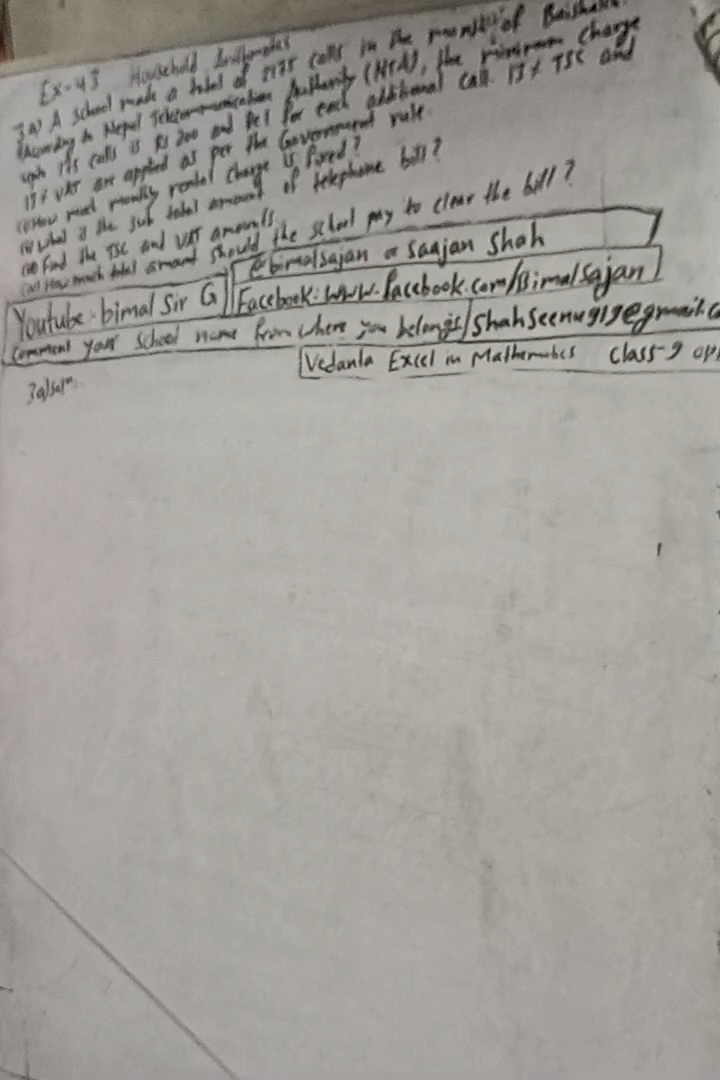 Ex-4.3 Household Arithmetic
3a) A school made a total of 2175 calls in the month of Baishakh.
According to Nepal Telecommunication Authority (NTA), the minimum charge
upto 175 calls is Rs 200 and Re 1 for each additional call. 13% TSC and
13% VAT are applied as per the Government rule.
(i) How much monthly rental charge is fixed?
(ii) What is the sub total amount of telephone bill?
(iii) Find the TSC and VAT amounts.
(iv) How much total amount should the school pay to clear the bill?
@bimalsajan or saajan Shah
Youtube - bimal Sir G
Facebook: www.facebook.com/Bimalsajan
Comment your school name from where you belongs
Vedanta Excel in Mathematics Class-9
3a) solⁿ: